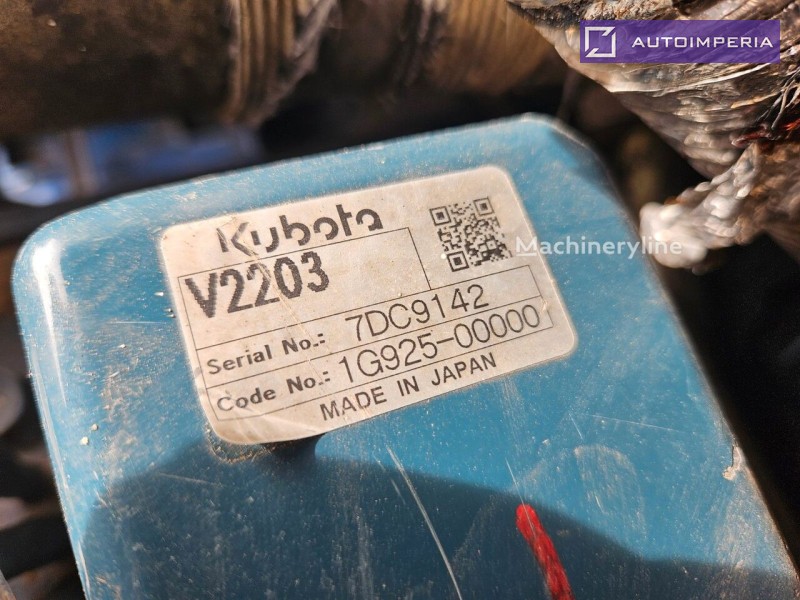 AUTOIMPERIA
Kubota
Machineryline
V2203
Serial No.: 7DC9142
Code No.: 1G925-00000
MADE IN JAPAN